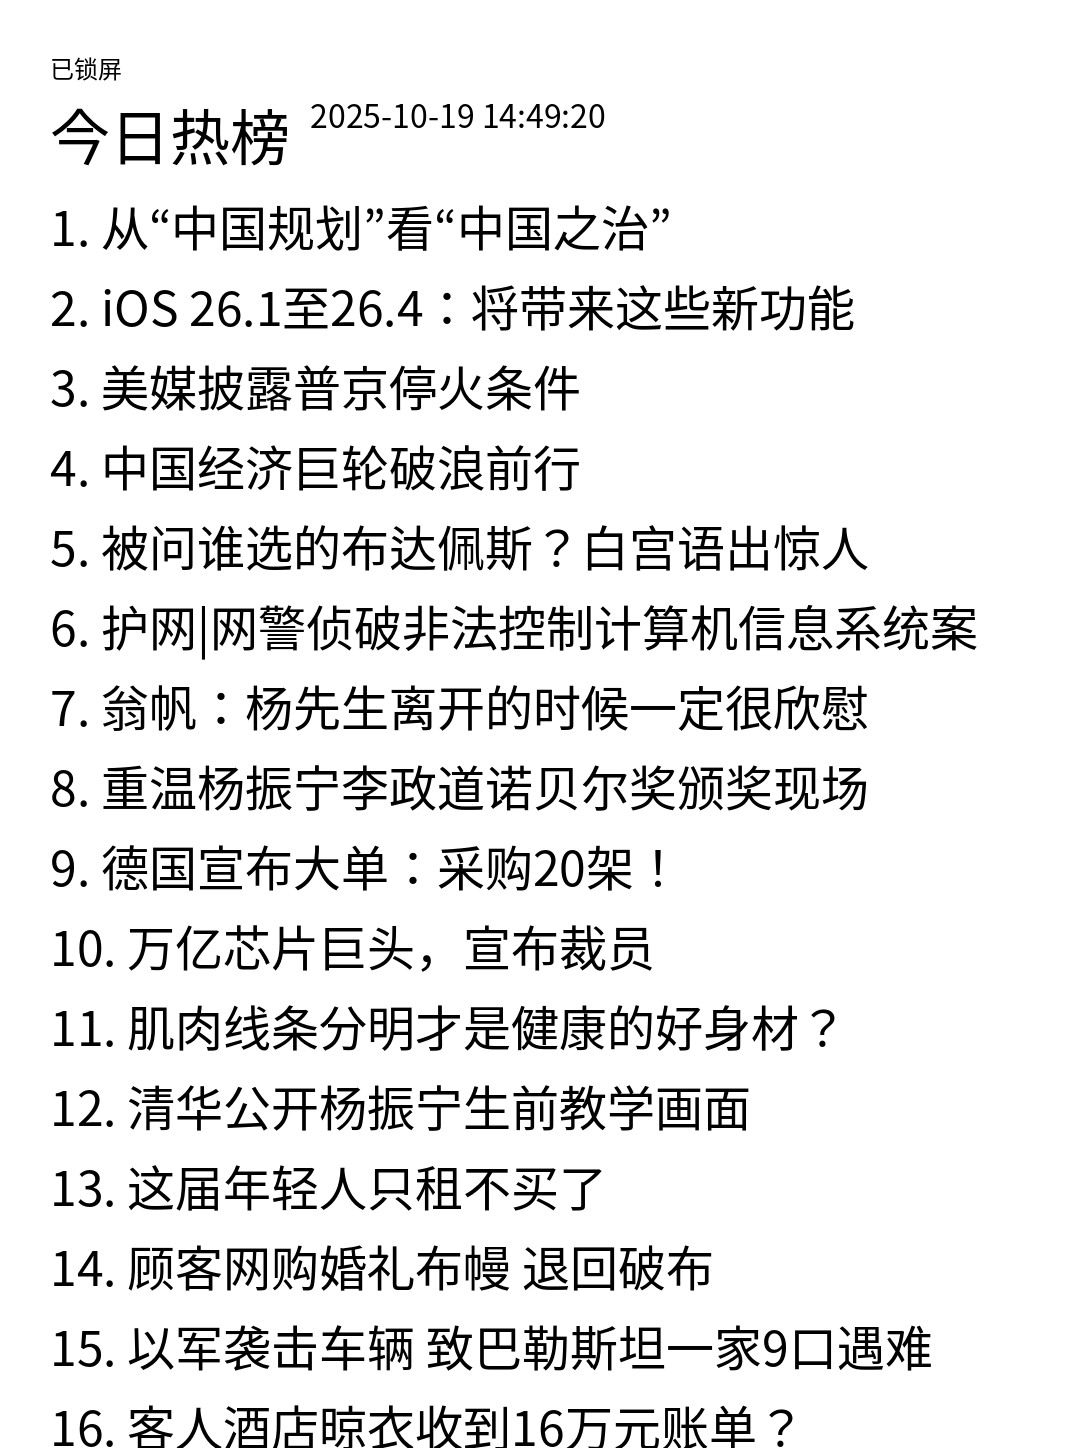 已锁屏
今日热榜 2025-10-19 14:49:20
1. 从“中国规划”看“中国之治”
2. iOS 26.1至26.4：将带来这些新功能
3. 美媒披露普京停火条件
4. 中国经济巨轮破浪前行
5. 被问谁选的布达佩斯？白宫语出惊人
6. 护网|网警侦破非法控制计算机信息系统案
7. 翁帆：杨先生离开的时候一定很欣慰
8. 重温杨振宁李政道诺贝尔奖颁奖现场
9. 德国宣布大单：采购20架！
10. 万亿芯片巨头，宣布裁员
11. 肌肉线条分明才是健康的好身材？
12. 清华公开杨振宁生前教学画面
13. 这届年轻人只租不买了
14. 顾客网购婚礼布幔 退回破布
15. 以军袭击车辆 致巴勒斯坦一家9口遇难
16. 客人酒店晾衣收到16万元账单？